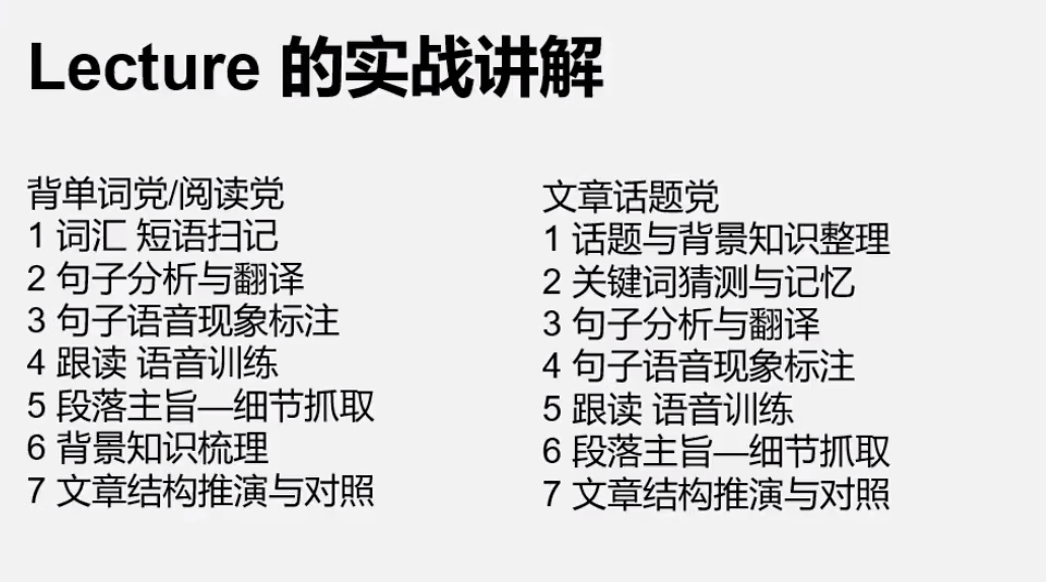 Lecture 的实战讲解
背单词党/阅读党
1 词汇 短语扫记
2 句子分析与翻译
3 句子语音现象标注
4 跟读 语音训练
5 段落主旨—细节抓取
6 背景知识梳理
7 文章结构推演与对照
文章话题党
1 话题与背景知识整理
2 关键词猜测与记忆
3 句子分析与翻译
4 句子语音现象标注
5 跟读 语音训练
6 段落主旨—细节抓取
7 文章结构推演与对照